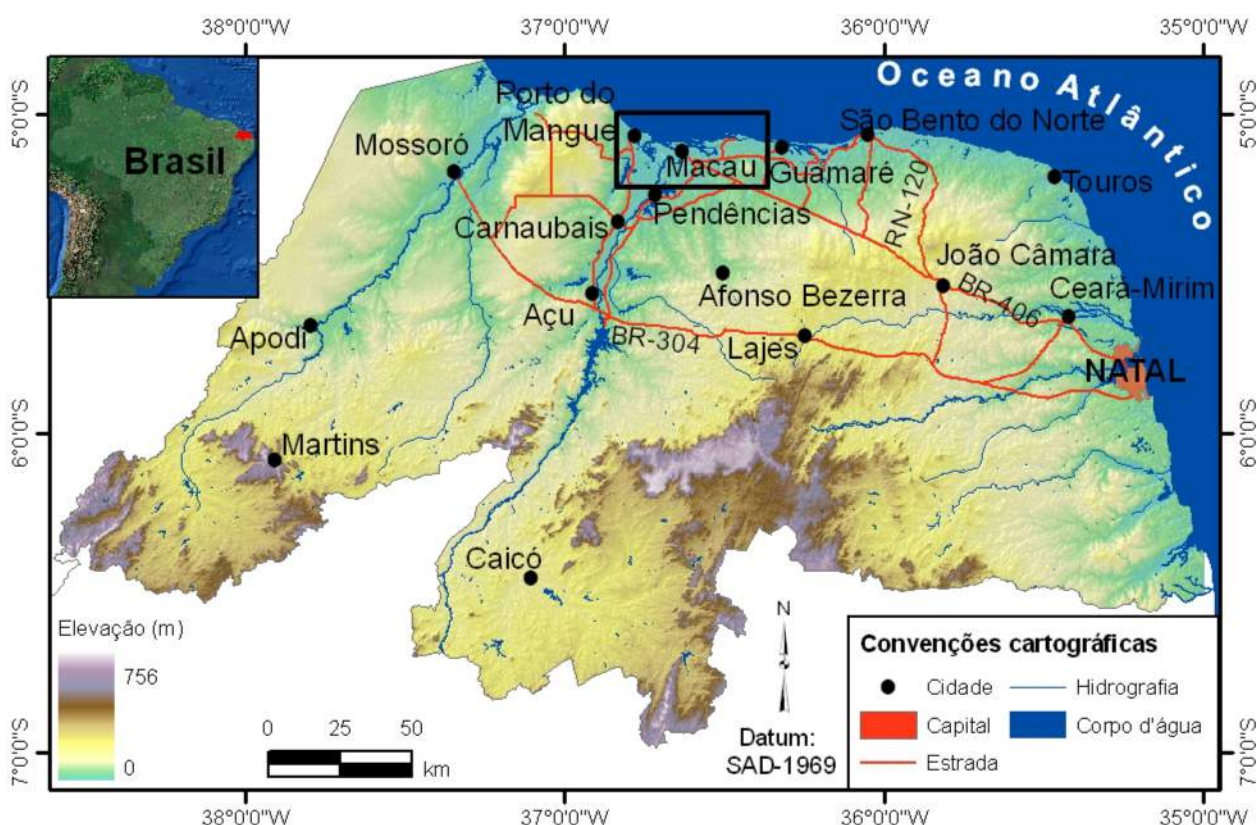 38°0'0"W
37°0'0"W
36°0'0"W
35°0'0"W
Oceano Atlântico
Brasil
5°0'0"S
5°0'0"S
Porto do
Mangue
São Bento do Norte
Mossoró
Macau
Guamaré
Touros
Carnaubais
Pendências
RN-120
João Câmara
Afonso Bezerra
BR-406
Ceará-Mirim
Açu
Apodi
BR-304
Lajes
NATAL
6°0'0"S
6°0'0"S
Martins
Caicó
Elevação (m)
756
0
0 25 50
km
N
Datum:
SAD-1969
Convenções cartográficas
Cidade
Hidrografia
Capital
Corpo d'água
Estrada
7°0'0"S
7°0'0"S
38°0'0"W
37°0'0"W
36°0'0"W
35°0'0"W